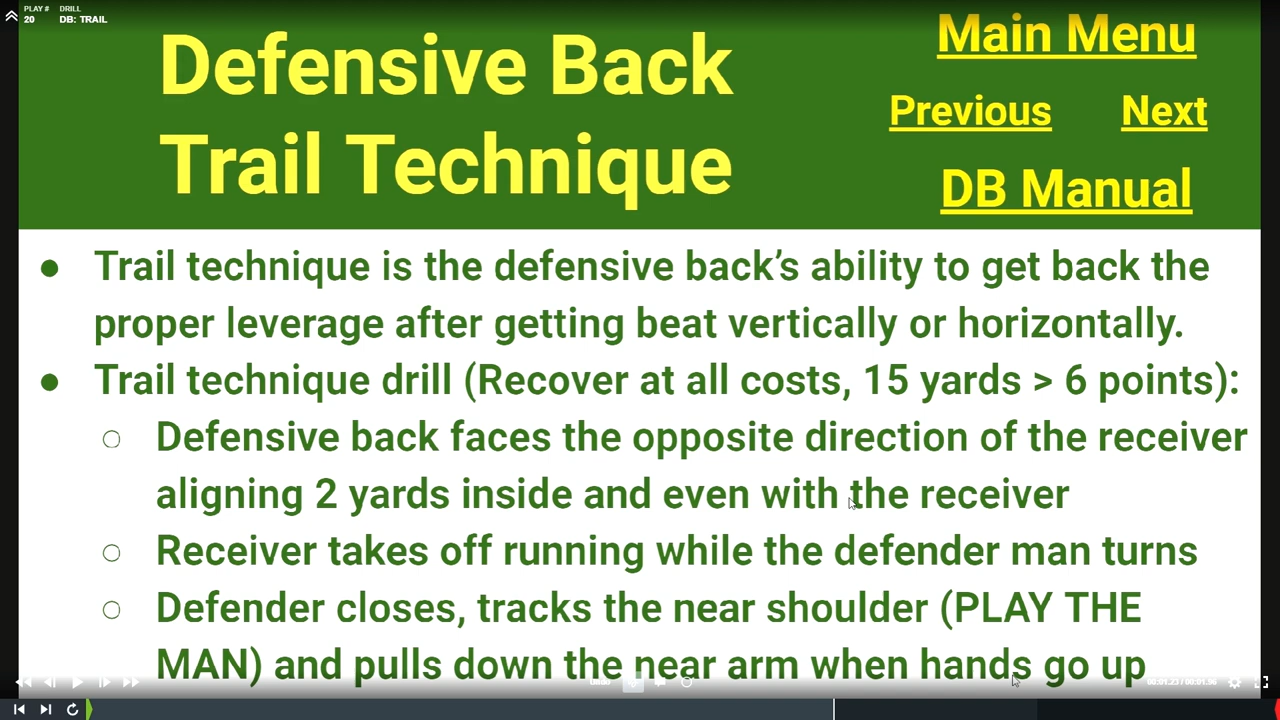 PLAY # DRILL
20 DB: TRAIL
Defensive Back
Trail Technique
Main Menu
Previous Next
DB Manual
● Trail technique is the defensive back’s ability to get back the
proper leverage after getting beat vertically or horizontally.
● Trail technique drill (Recover at all costs, 15 yards > 6 points):
○ Defensive back faces the opposite direction of the receiver
aligning 2 yards inside and even with the receiver
○ Receiver takes off running while the defender man turns
○ Defender closes, tracks the near shoulder (PLAY THE
MAN) and pulls down the near arm when hands go up